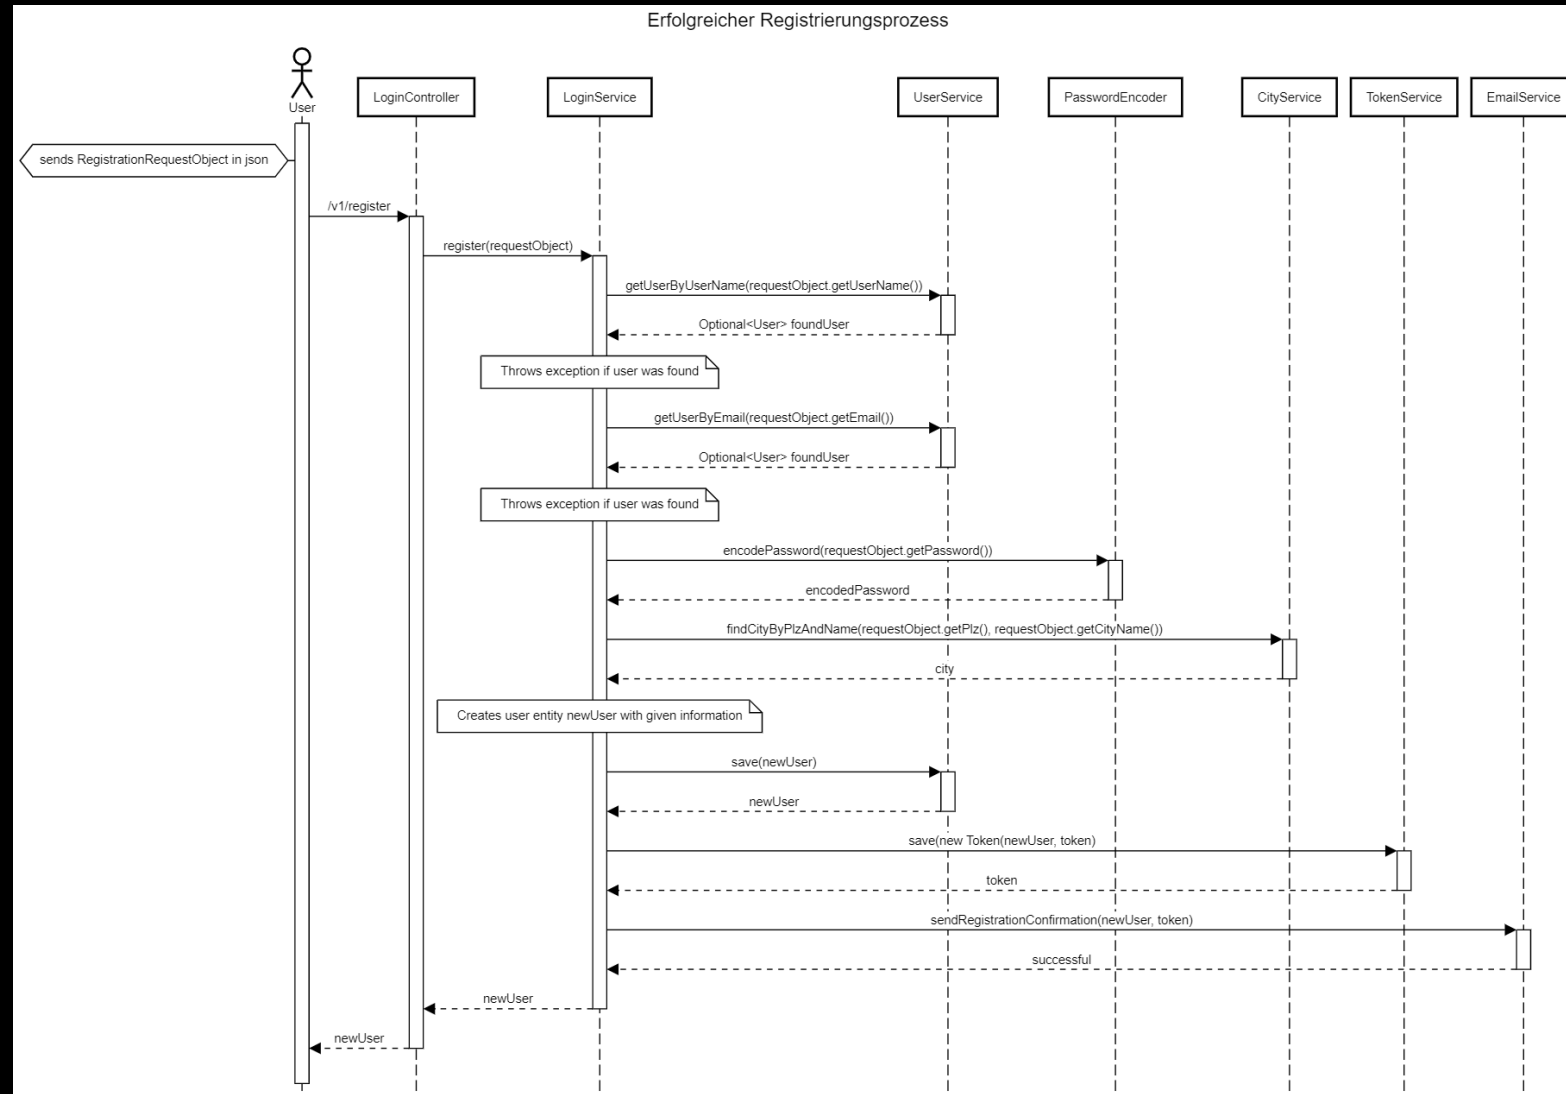 Erfolgreicher Registrierungsprozess
User
LoginController
LoginService
UserService
PasswordEncoder
CityService
TokenService
EmailService
sends RegistrationRequestObject in json
/v1/register
register(requestObject)
getUserByUserName(requestObject.getUserName())
Optional<User> foundUser
Throws exception if user was found
getUserByEmail(requestObject.getEmail())
Optional<User> foundUser
Throws exception if user was found
encodePassword(requestObject.getPassword())
encodedPassword
findCityByPlzAndName(requestObject.getPlz(), requestObject.getCityName())
city
Creates user entity newUser with given information
save(newUser)
newUser
save(new Token(newUser, token)
token
sendRegistrationConfirmation(newUser, token)
successful
newUser
newUser